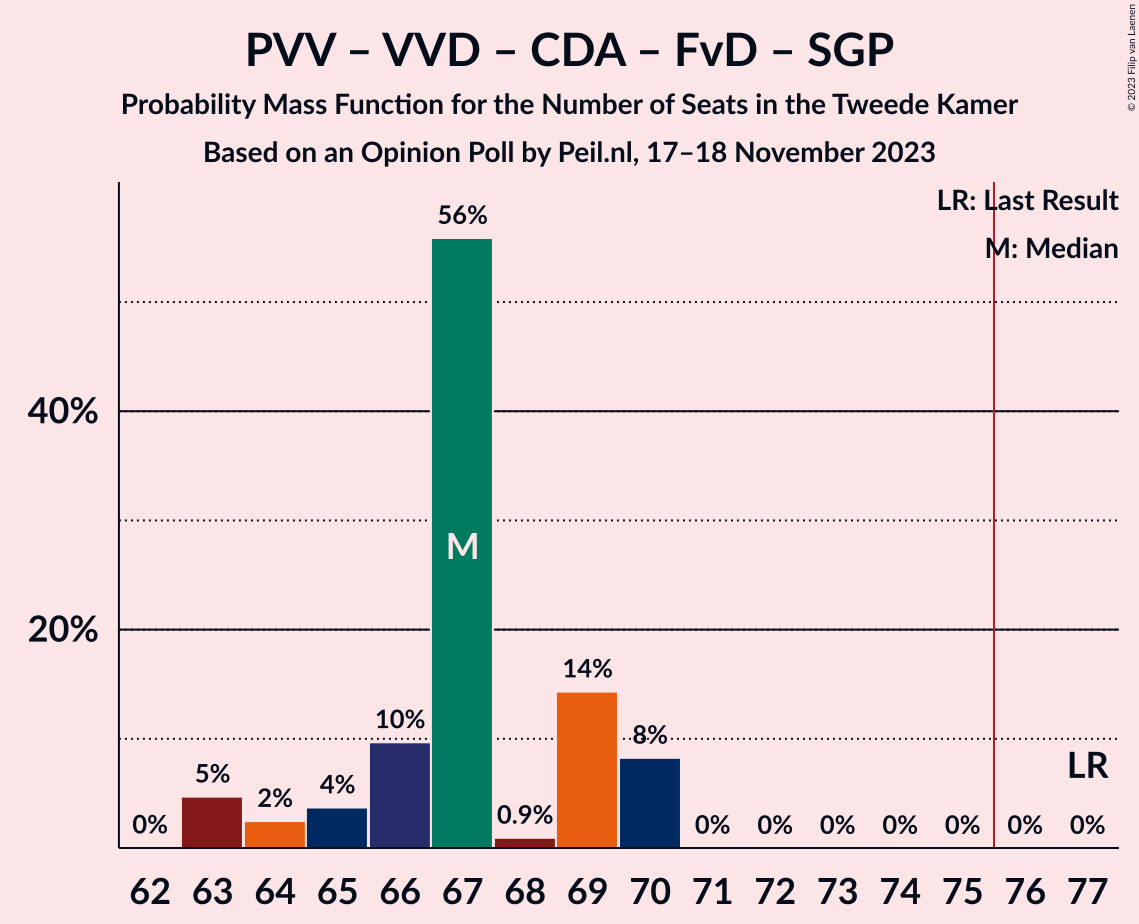 PVV – VVD – CDA – FvD – SGP
Probability Mass Function for the Number of Seats in the Tweede Kamer
Based on an Opinion Poll by Peil.nl, 17–18 November 2023
© 2023 Filip van Laenen
LR: Last Result
M: Median
56%
40%
M
20%
14%
10%
8%
LR
5%
4%
2%
0.9%
0% 0% 0% 0% 0% 0% 0% 0%
62 63 64 65 66 67 68 69 70 71 72 73 74 75 76 77